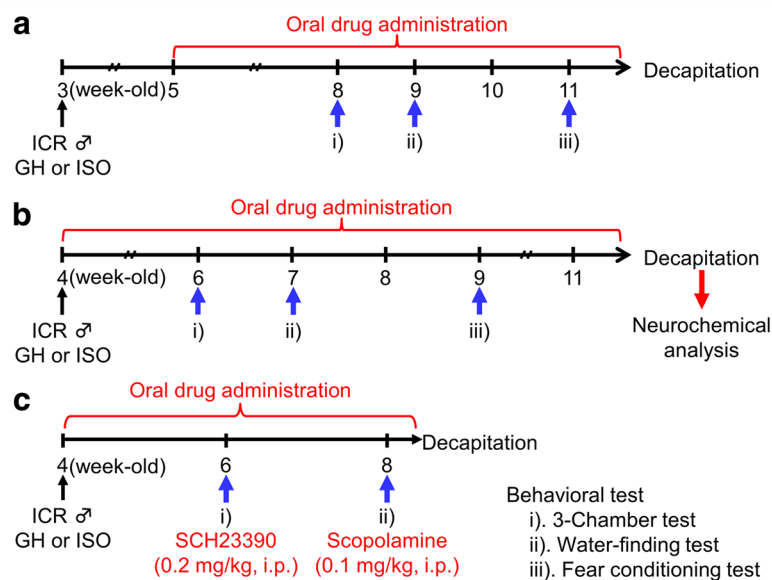 a
Oral drug administration
3(week-old) 5 8 9 10 11
Decapitation
ICR ♂
GH or ISO
i) ii) iii)
b
Oral drug administration
4(week-old) 6 7 8 9 11
Decapitation
ICR ♂
GH or ISO
i) ii) iii)
Neurochemical
analysis
c
Oral drug administration
4(week-old) 6 8
Decapitation
ICR ♂
GH or ISO
i) ii)
SCH23390
(0.2 mg/kg, i.p.)
Scopolamine
(0.1 mg/kg, i.p.)
Behavioral test
i). 3-Chamber test
ii). Water-finding test
iii). Fear conditioning test